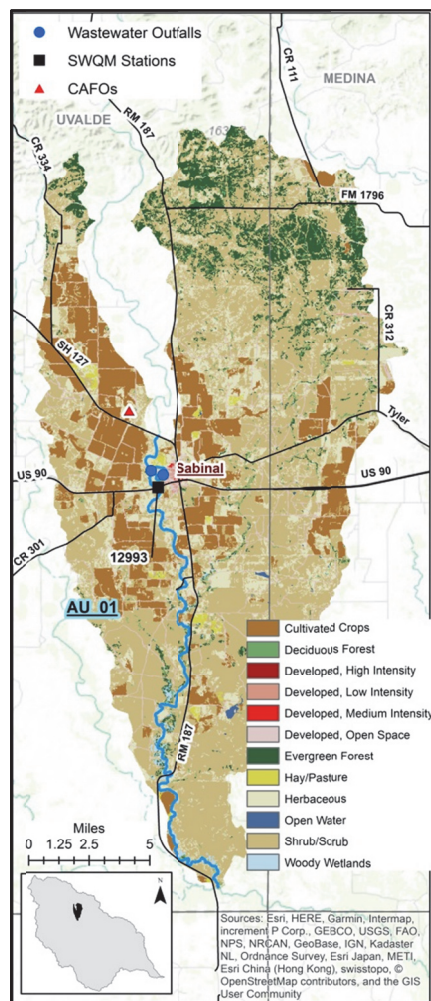 Wastewater Outfalls
SWQM Stations
CAFOs
CR 111
MEDINA
UVALDE
RM 187
163
CR 334
FM 1796
CR 312
SH 127
Tyler
Sabinal
US 90
US 90
12993
CR 301
AU_01
RM 187
Cultivated Crops
Deciduous Forest
Developed, High Intensity
Developed, Low Intensity
Developed, Medium Intensity
Developed, Open Space
Evergreen Forest
Hay/Pasture
Herbaceous
Open Water
Shrub/Scrub
Woody Wetlands
Miles
0 1.25 2.5 5
N
Sources: Esri, HERE, Garmin, Intermap,
increment P Corp., GEBCO, USGS, FAO,
NPS, NRCAN, GeoBase, IGN, Kadaster
NL, Ordnance Survey, Esri Japan, METI,
Esri China (Hong Kong), swisstopo, ©
OpenStreetMap contributors, and the GIS
User Community